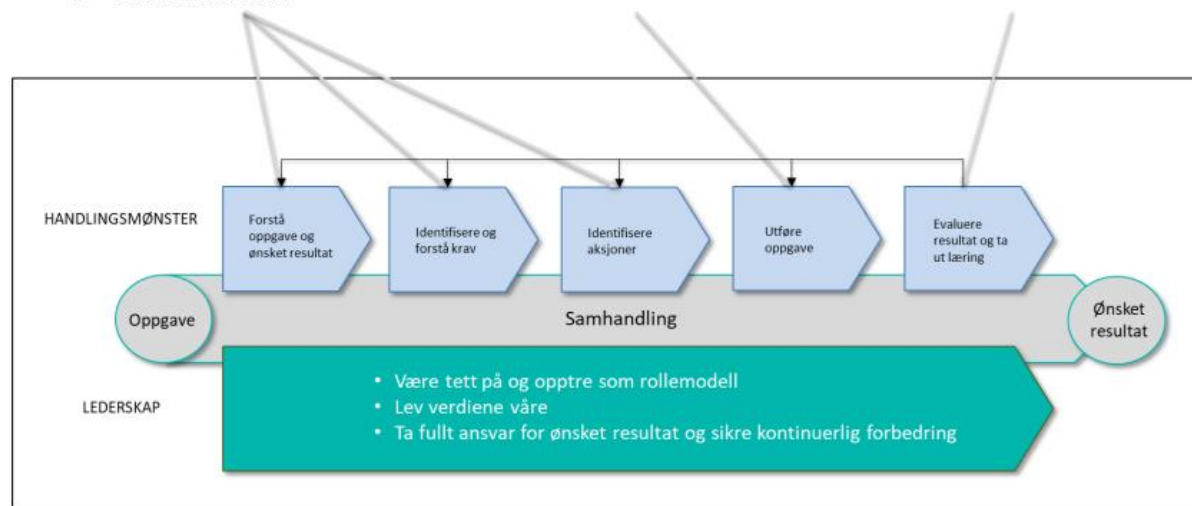 HANDLINGSMØNSTER
Forstå
oppgave og
ønsket resultat
Identifisere og
forstå krav
Identifisere
aksjoner
Utføre
oppgave
Evaluere
resultat og ta
ut læring
Oppgave
Samhandling
Ønsket
resultat
LEDERSKAP
• Være tett på og opptre som rollemodell
• Lev verdiene våre
• Ta fullt ansvar for ønsket resultat og sikre kontinuerlig forbedring